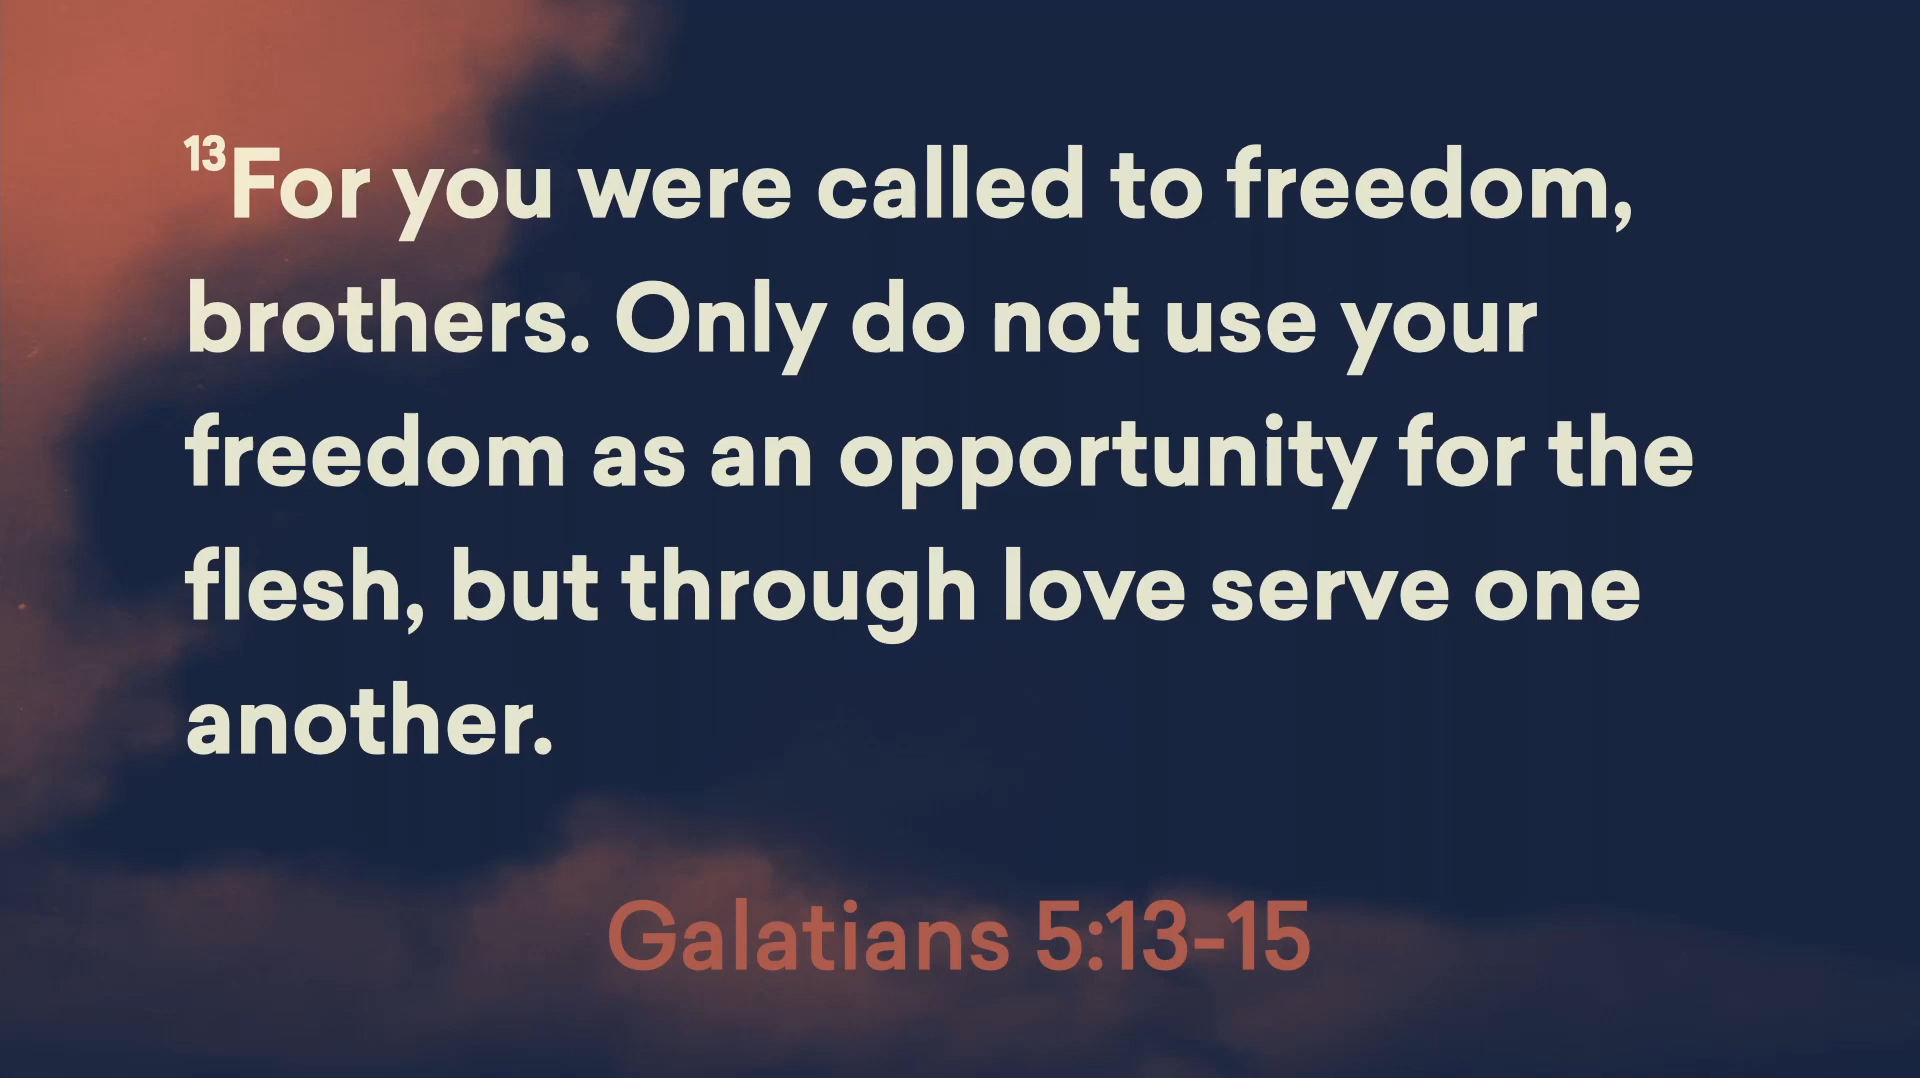 ¹³For you were called to freedom,
brothers. Only do not use your
freedom as an opportunity for the
flesh, but through love serve one
another.
Galatians 5:13-15